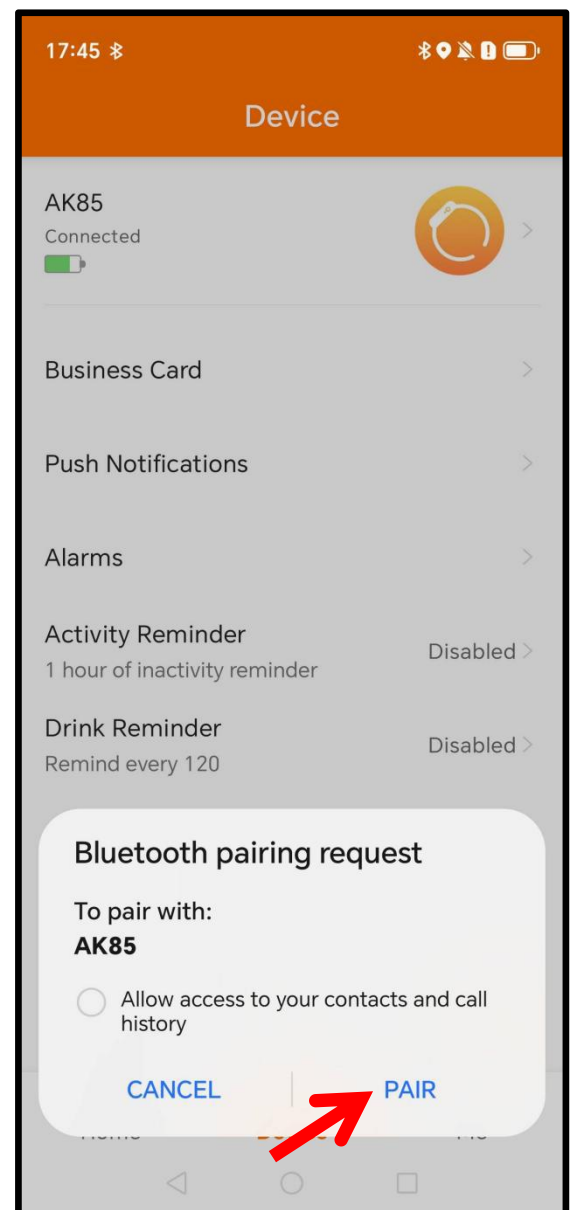 17:45
Device
AK85
Connected
Business Card
Push Notifications
Alarms
Activity Reminder
1 hour of inactivity reminder
Disabled
Drink Reminder
Remind every 120
Disabled
Bluetooth pairing request
To pair with:
AK85
Allow access to your contacts and call
history
CANCEL
PAIR